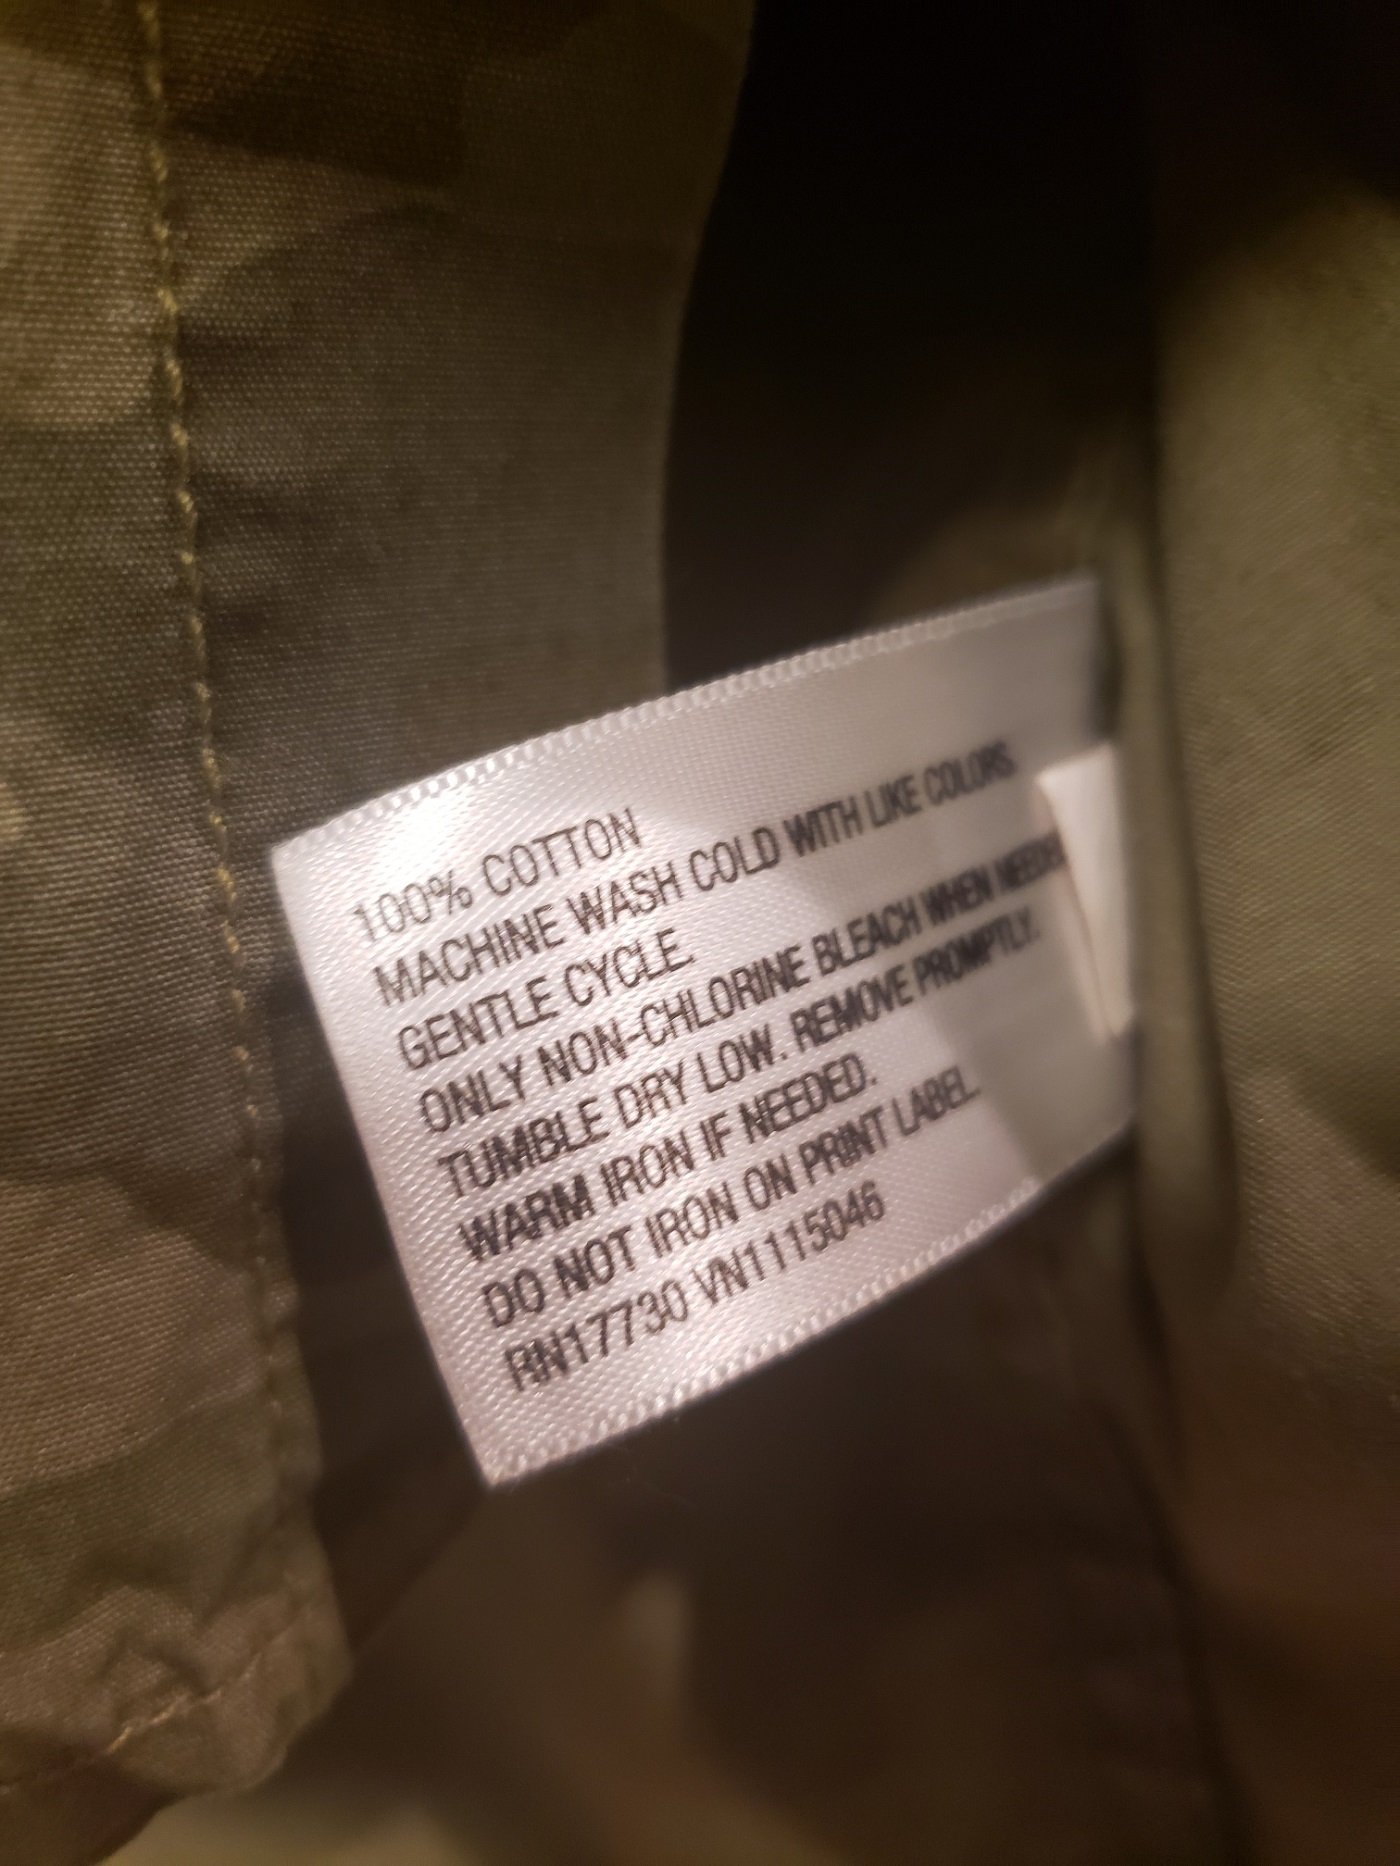 100% COTTON
MACHINE WASH COLD WITH LIKE COLORS.
GENTLE CYCLE.
ONLY NON-CHLORINE BLEACH WHEN
TUMBLE DRY LOW. REMOVE PROMPTLY.
WARM IRON IF NEEDED.
DO NOT IRON ON PRINT LABEL.
RN17730 VN1115046